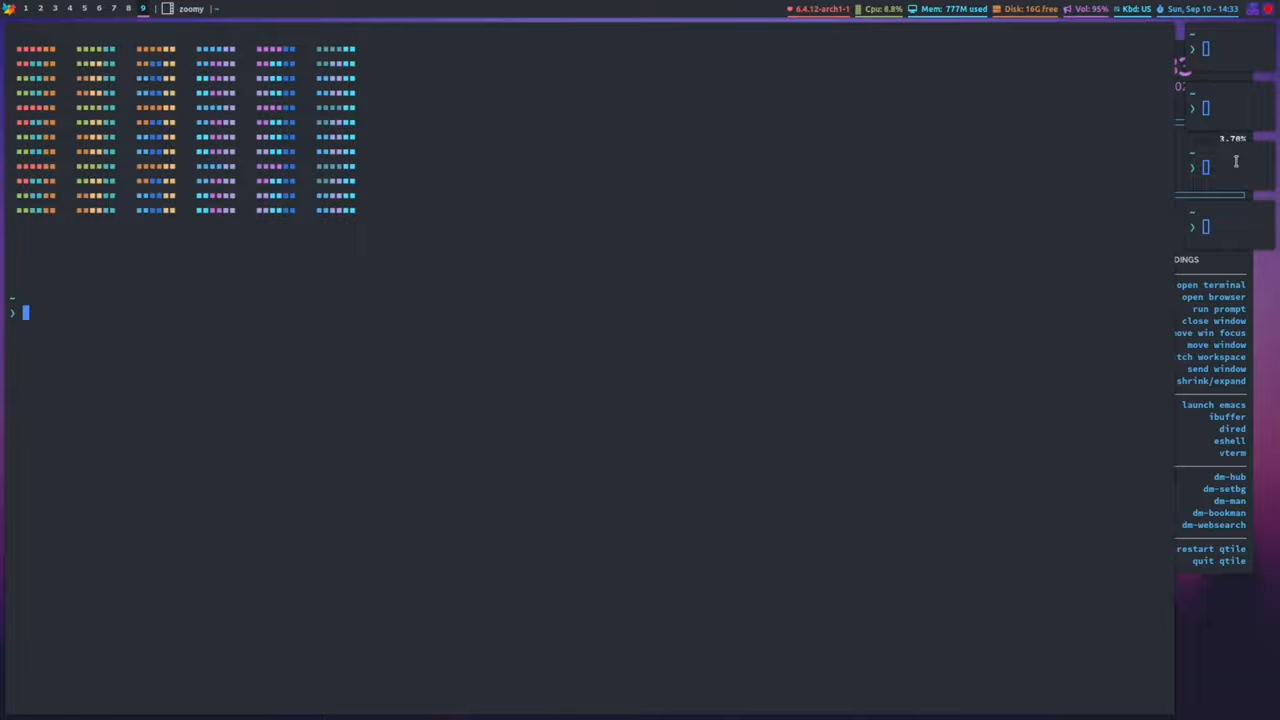 1 2 3 4 5 6 7 8 9 | zoomy | ~
6.4.12-arch1-1 Cpu: 8.8% Mem: 777M used Disk: 16G free Vol: 95% Kbd: US Sun, Sep 10 - 14:33
~
❯
~
❯
3.70%
~
❯
~
❯
~
❯
DINGS
open terminal
open browser
run prompt
close window
ove win focus
move window
tch workspace
send window
shrink/expand
launch emacs
ibuffer
dired
eshell
vterm
dm-hub
dm-setbg
dm-man
dm-bookman
dm-websearch
restart qtile
quit qtile